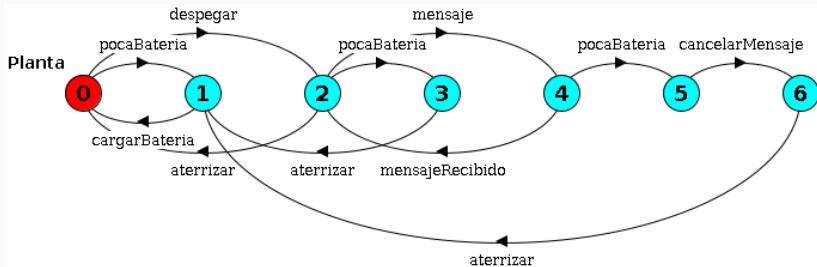 despegar
mensaje
pocaBateria
pocaBateria
pocaBateria
cancelarMensaje
Planta
0
1
2
3
4
5
6
cargarBateria
aterrizar
aterrizar
mensajeRecibido
aterrizar